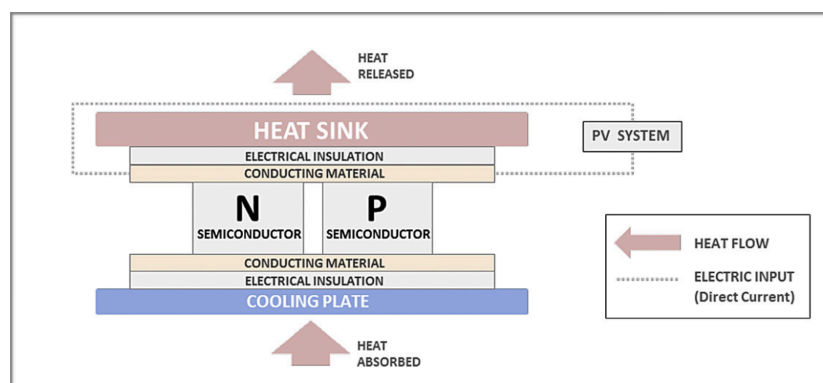 HEAT
RELEASED
HEAT SINK
PV SYSTEM
ELECTRICAL INSULATION
CONDUCTING MATERIAL
N
SEMICONDUCTOR
P
SEMICONDUCTOR
CONDUCTING MATERIAL
ELECTRICAL INSULATION
COOLING PLATE
HEAT
ABSORBED
HEAT FLOW
ELECTRIC INPUT
(Direct Current)